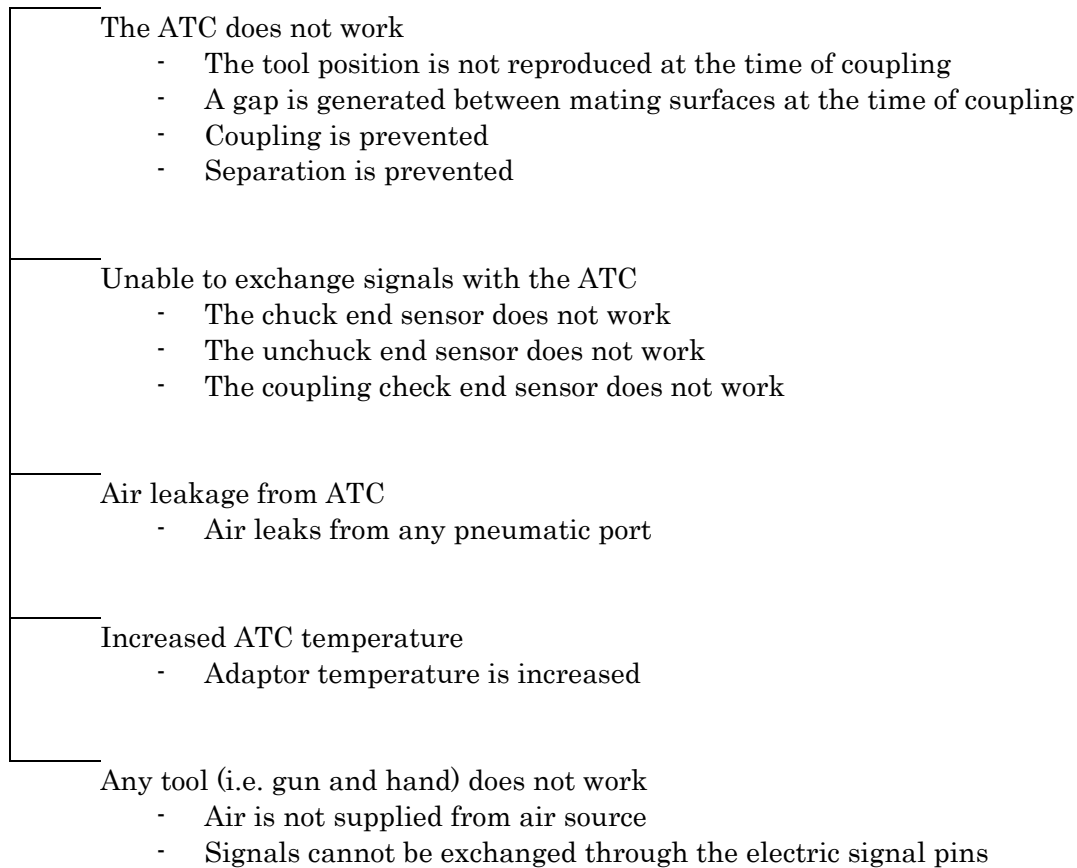 The ATC does not work
- The tool position is not reproduced at the time of coupling
- A gap is generated between mating surfaces at the time of coupling
- Coupling is prevented
- Separation is prevented
Unable to exchange signals with the ATC
- The chuck end sensor does not work
- The unchuck end sensor does not work
- The coupling check end sensor does not work
Air leakage from ATC
- Air leaks from any pneumatic port
Increased ATC temperature
- Adaptor temperature is increased
Any tool (i.e. gun and hand) does not work
- Air is not supplied from air source
- Signals cannot be exchanged through the electric signal pins